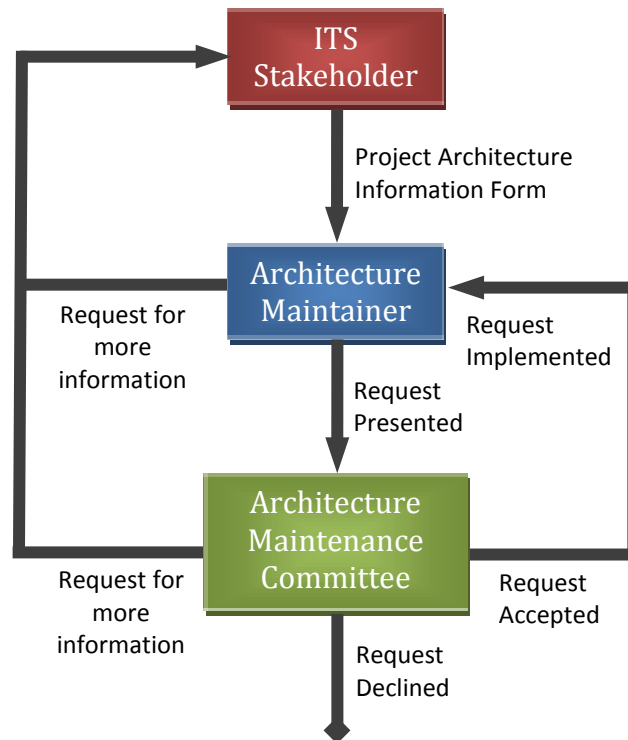 ITS
Stakeholder
Project Architecture
Information Form
Architecture
Maintainer
Request for
more
information
Request
Implemented
Request
Presented
Architecture
Maintenance
Committee
Request for
more
information
Request
Accepted
Request
Declined